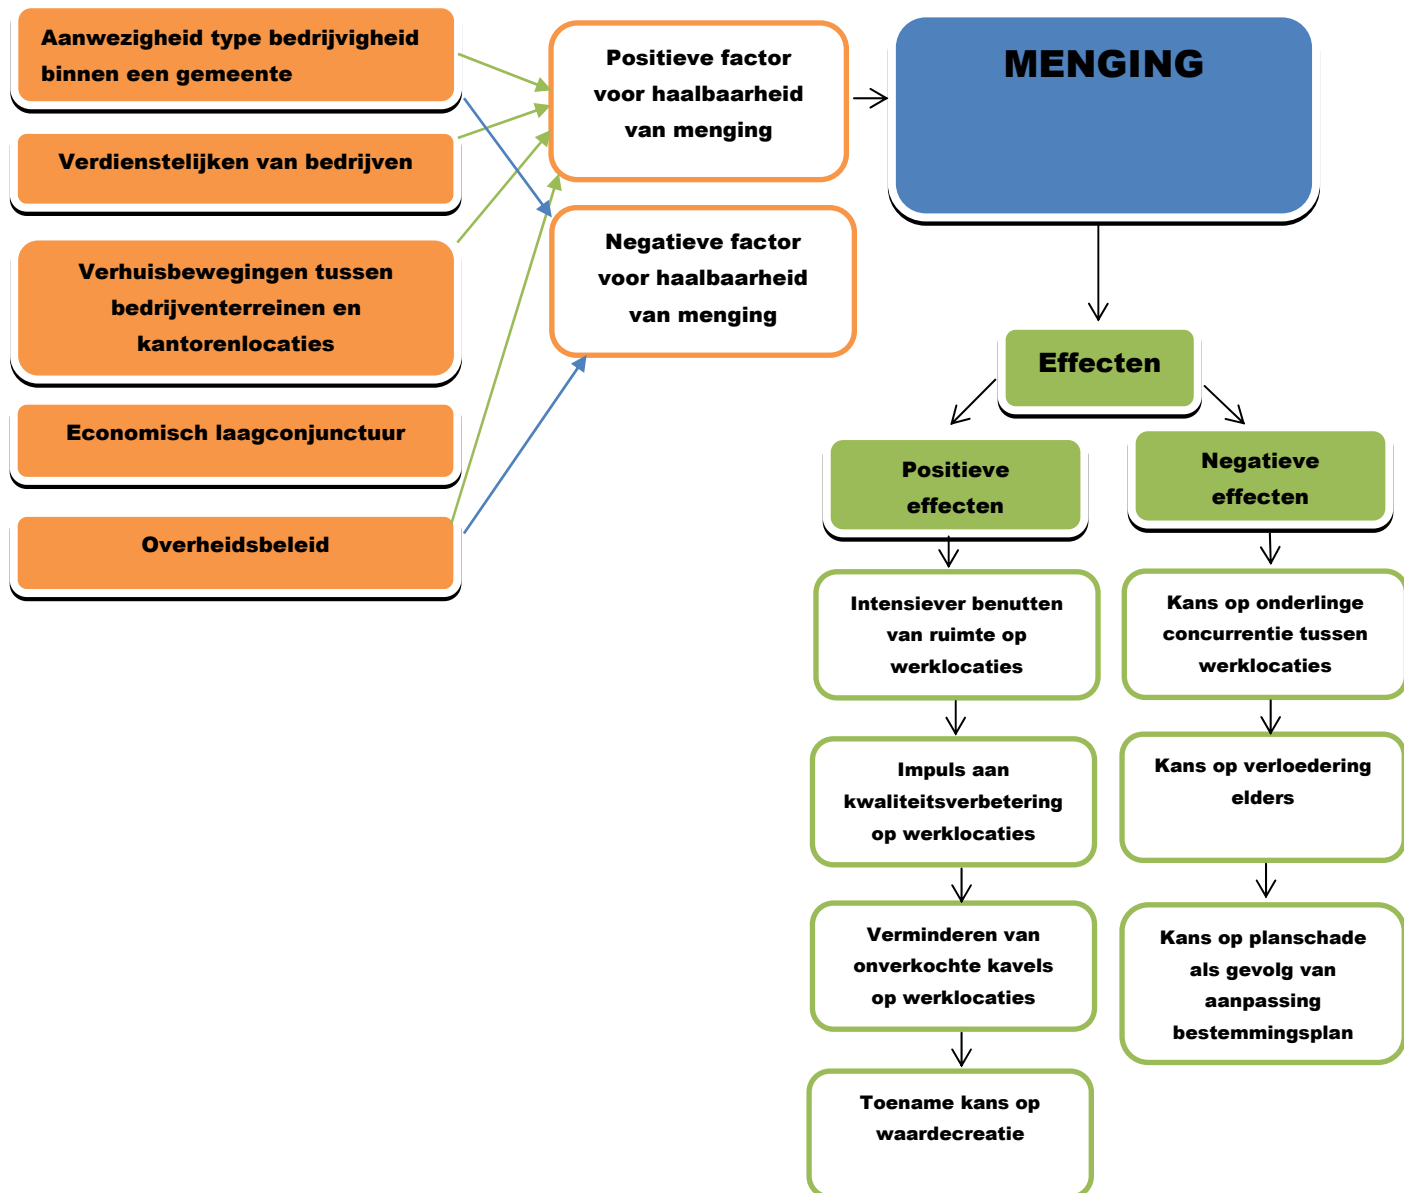 Aanwezigheid type bedrijvigheid
binnen een gemeente
Verdienstelijken van bedrijven
Verhuisbewegingen tussen
bedrijventerreinen en
kantorenlocaties
Economisch laagconjunctuur
Overheidsbeleid
Positieve factor
voor haalbaarheid
van menging
Negatieve factor
voor haalbaarheid
van menging
MENGING
Effecten
Positieve
effecten
Intensiever benutten
van ruimte op
werklocaties
Impuls aan
kwaliteitsverbetering
op werklocaties
Verminderen van
onverkochte kavels
op werklocaties
Toename kans op
waardecreatie
Negatieve
effecten
Kans op onderlinge
concurrentie tussen
werklocaties
Kans op verloedering
elders
Kans op planschade
als gevolg van
aanpassing
bestemmingsplan